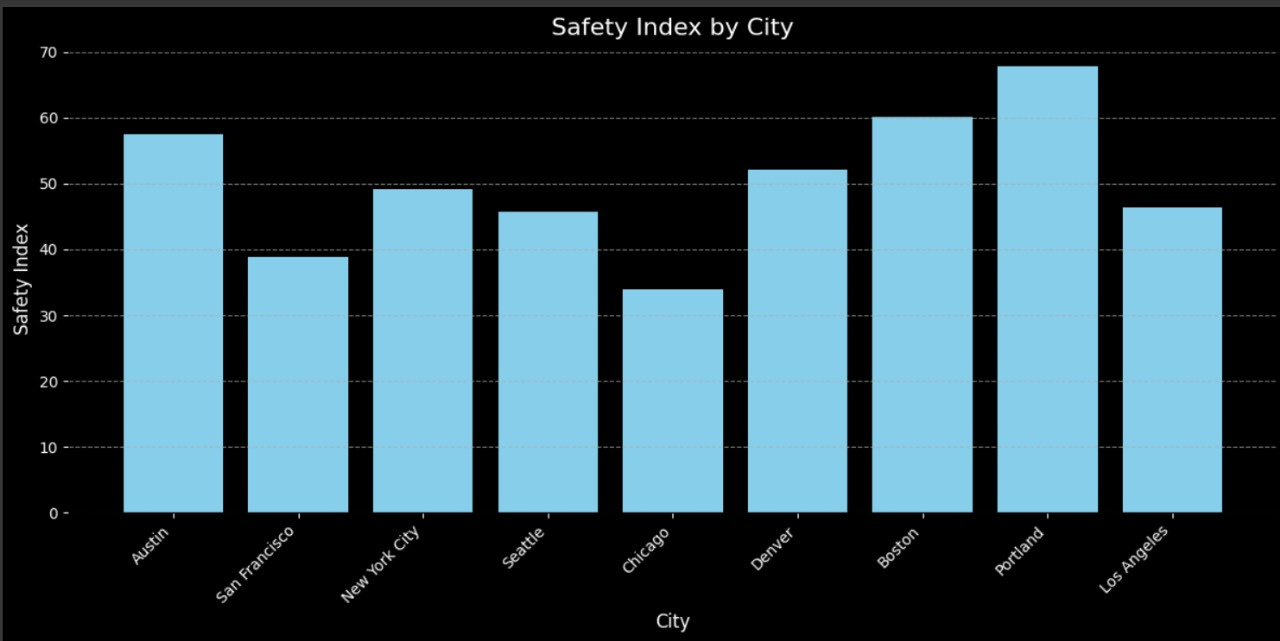 Safety Index by City
70
60
50
40
30
20
10
0
Safety Index
Austin
San Francisco
New York City
Seattle
Chicago
Denver
Boston
Portland
Los Angeles
City